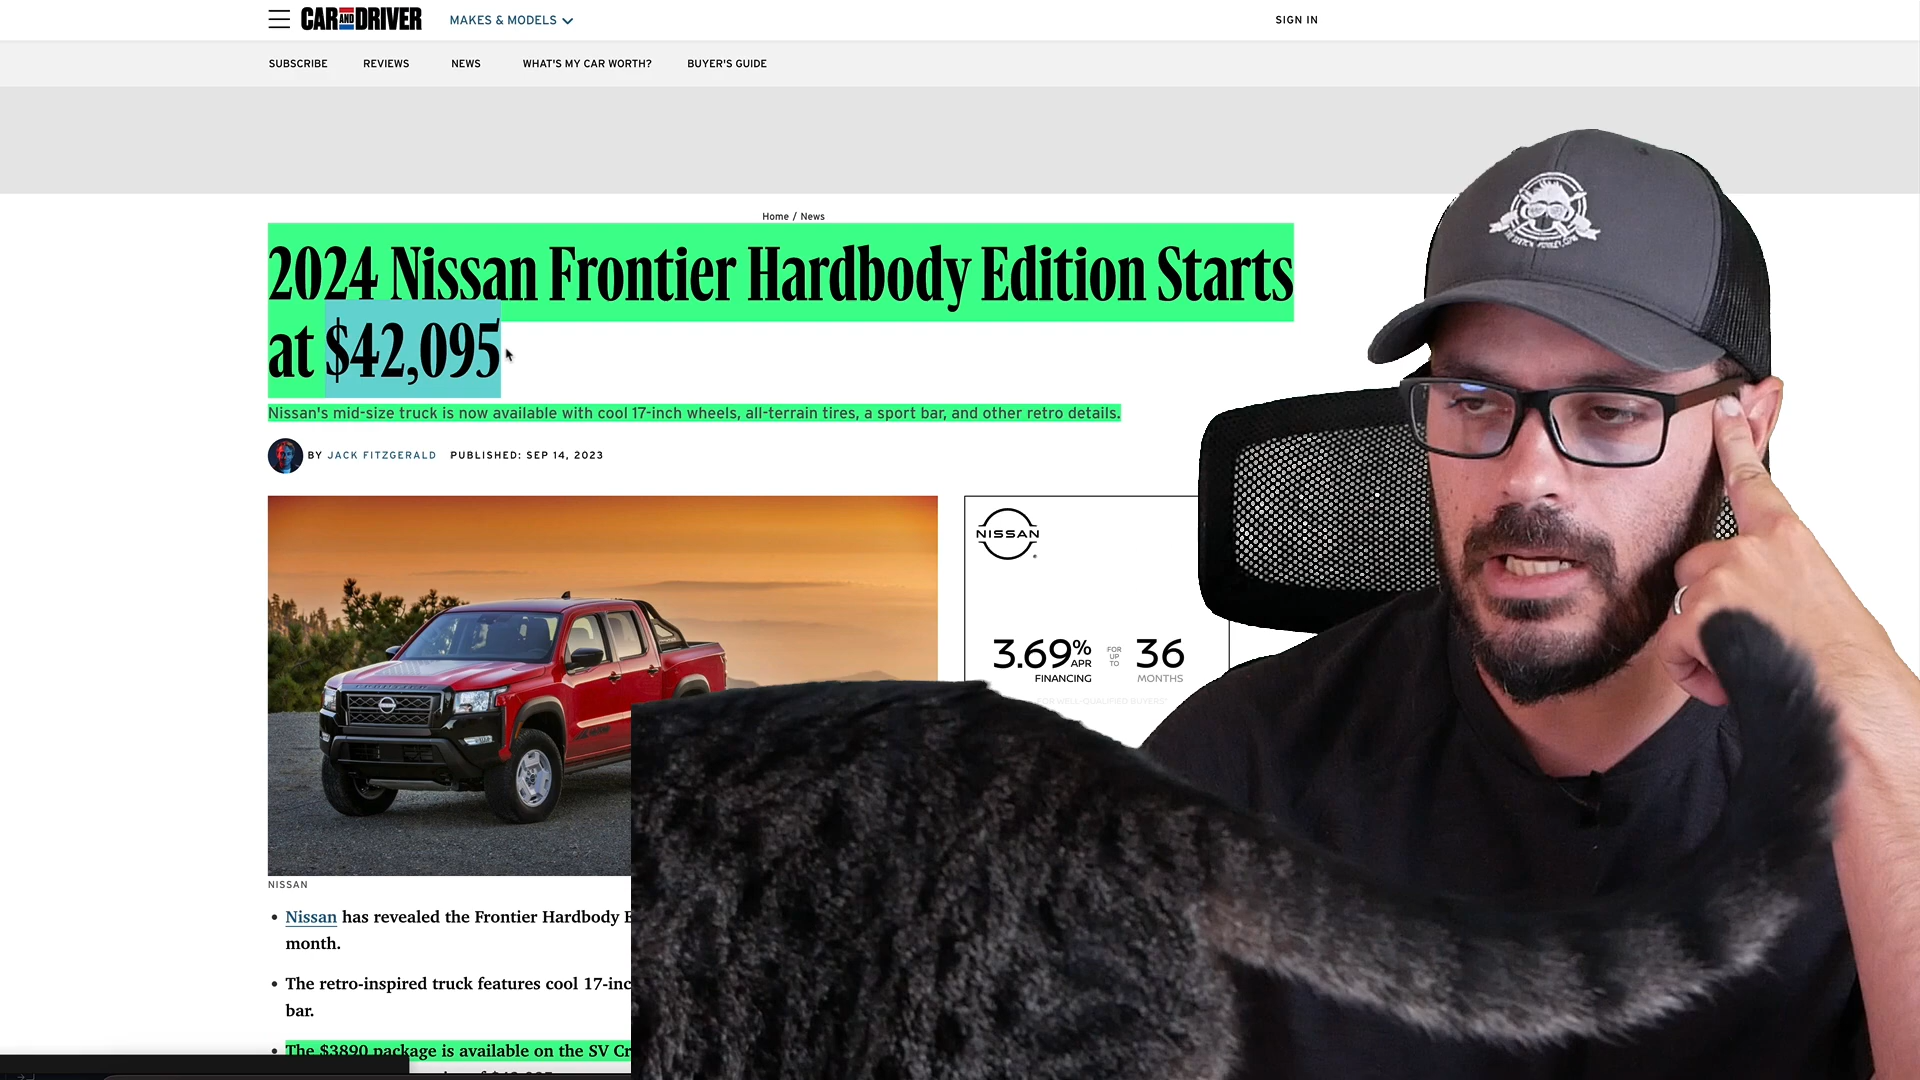 CAR AND DRIVER
MAKES & MODELS
SIGN IN
SUBSCRIBE
REVIEWS
NEWS
WHAT'S MY CAR WORTH?
BUYER'S GUIDE
Home / News
2024 Nissan Frontier Hardbody Edition Starts
at $42,095
Nissan's mid-size truck is now available with cool 17-inch wheels, all-terrain tires, a sport bar, and other retro details.
BY JACK FITZGERALD PUBLISHED: SEP 14, 2023
NISSAN
3.69% APR FINANCING
FOR UP TO
36 MONTHS
FOR WELL-QUALIFIED BUYERS*
NISSAN
• Nissan has revealed the Frontier Hardbody E
month.
• The retro-inspired truck features cool 17-inc
bar.
• The $3890 package is available on the SV Cr